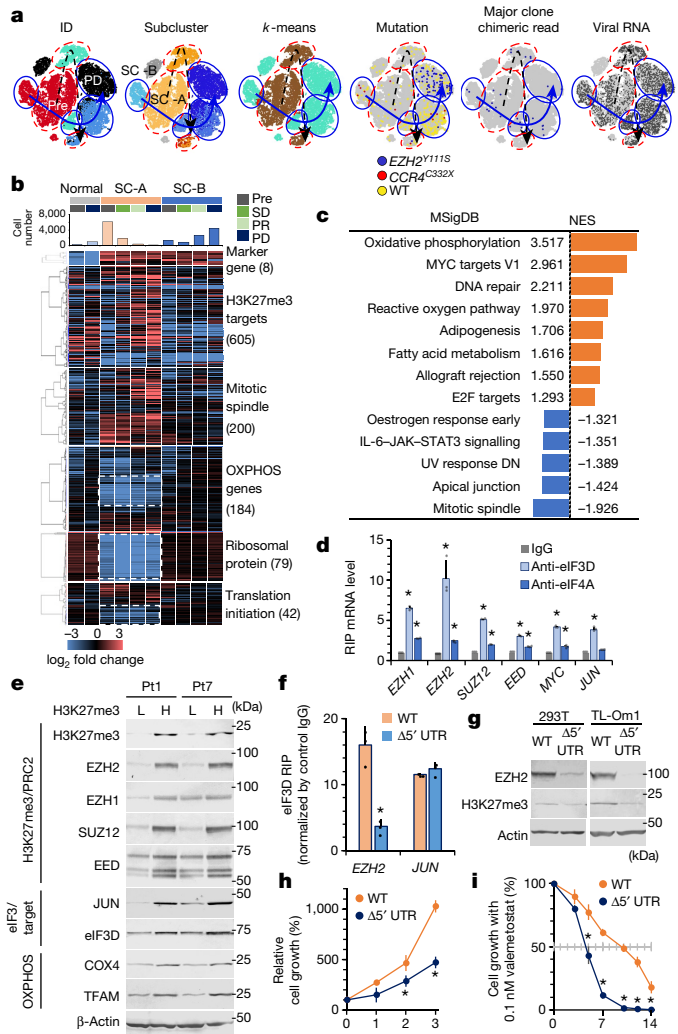 a
ID
Subcluster
k-means
Mutation
Major clone
chimeric read
Viral RNA
PD
Pre
SC-B
SC-A
EZH2Y111S
CCR4C332X
WT
b
Normal SC-A SC-B
Pre
SD
PR
PD
Cell
number
8,000
4,000
0
Marker
gene (8)
H3K27me3
targets
(605)
Mitotic
spindle
(200)
OXPHOS
genes
(184)
Ribosomal
protein (79)
Translation
initiation (42)
−3 0 3
log2 fold change
c
MSigDB NES
Oxidative phosphorylation 3.517
MYC targets V1 2.961
DNA repair 2.211
Reactive oxygen pathway 1.970
Adipogenesis 1.706
Fatty acid metabolism 1.616
Allograft rejection 1.550
E2F targets 1.293
Oestrogen response early −1.321
IL-6–JAK–STAT3 signalling −1.351
UV response DN −1.389
Apical junction −1.424
Mitotic spindle −1.926
d
IgG
Anti-eIF3D
Anti-eIF4A
RIP mRNA level
15
10
5
0
* * * * * * * * * * *
EZH1 EZH2 SUZ12 EED MYC JUN
e
Pt1 Pt7
H3K27me3 L H L H (kDa)
H3K27me3/PRC2
H3K27me3 25
100
EZH2
100
EZH1
100
SUZ12
75
EED
50
eIF3/
target
JUN 50
eIF3D 75
OXPHOS
COX4 25
TFAM 25
β-Actin 50
f
WT
Δ5′ UTR
eIF3D RIP
(normalized by control IgG)
20
10
0
*
EZH2 JUN
g
293T TL-Om1
WT Δ5′ UTR WT Δ5′ UTR
EZH2 100
H3K27me3 25
50
Actin
(kDa)
h
WT
Δ5′ UTR
Relative
cell growth (%)
1,000
500
0
* *
0 1 2 3
i
WT
Δ5′ UTR
Cell growth with
0.1 nM valemetostat (%)
100
50
0
* * * * *
0 7 14